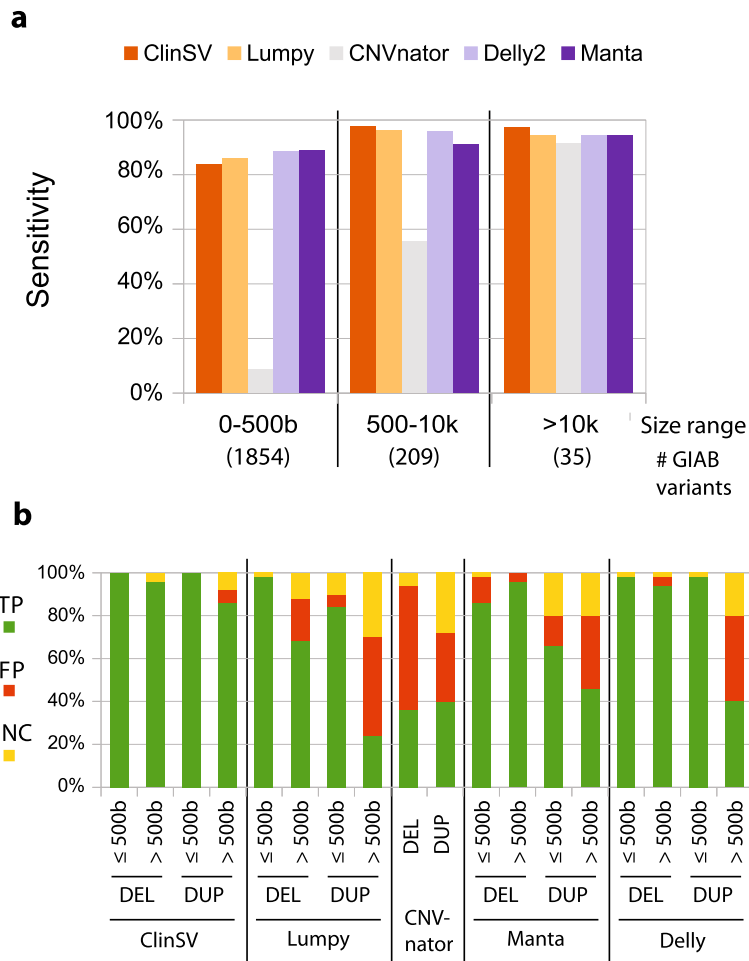 a
ClinSV Lumpy CNVnator Delly2 Manta
Sensitivity
100%
80%
60%
40%
20%
0%
0-500b 500-10k >10k Size range
(1854) (209) (35) # GIAB
variants
b
TP
FP
NC
100%
80%
60%
40%
20%
0%
≤ 500b > 500b ≤ 500b > 500b ≤ 500b > 500b ≤ 500b > 500b DEL DUP ≤ 500b > 500b ≤ 500b > 500b ≤ 500b > 500b ≤ 500b > 500b
DEL DUP DEL DUP DEL DUP DEL DUP
ClinSV Lumpy CNV-
nator Manta Delly